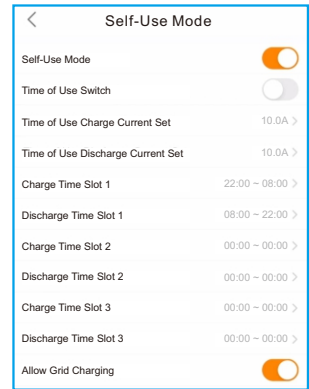 Self-Use Mode
Self-Use Mode
Time of Use Switch
Time of Use Charge Current Set 10.0A >
Time of Use Discharge Current Set 10.0A >
Charge Time Slot 1 22:00 ~ 08:00 >
Discharge Time Slot 1 08:00 ~ 22:00 >
Charge Time Slot 2 00:00 ~ 00:00 >
Discharge Time Slot 2 00:00 ~ 00:00 >
Charge Time Slot 3 00:00 ~ 00:00 >
Discharge Time Slot 3 00:00 ~ 00:00 >
Allow Grid Charging